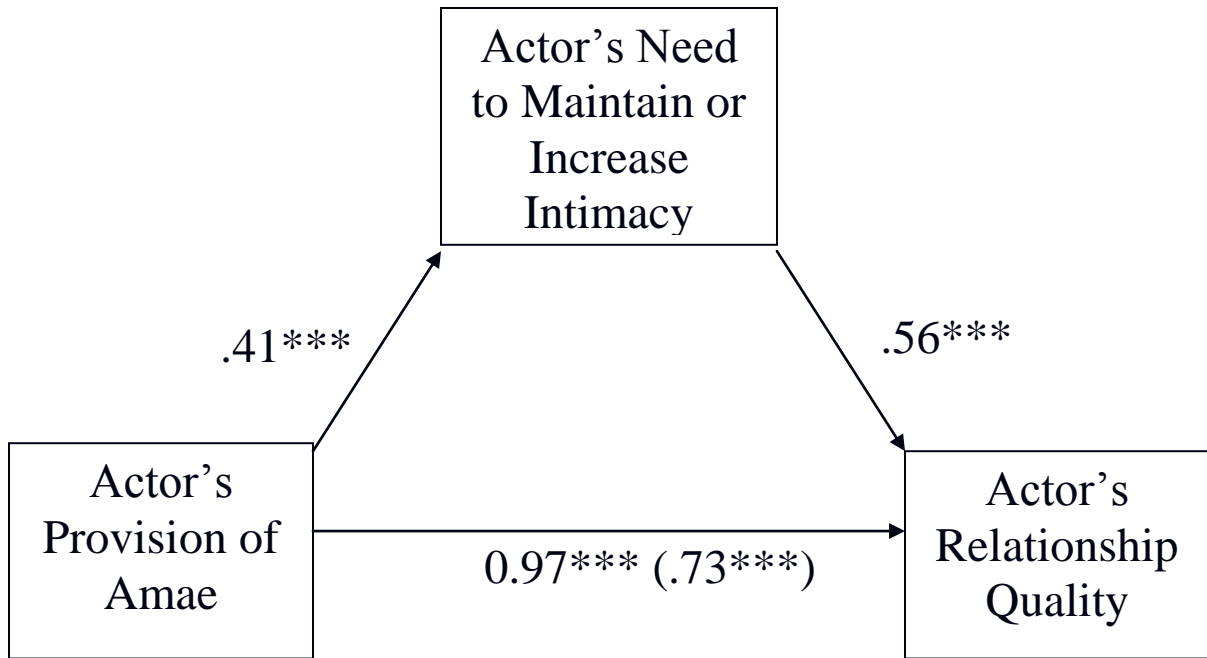 Actor’s Need
to Maintain or
Increase
Intimacy
.41***
.56***
Actor’s
Provision of
Amae
0.97*** (.73***)
Actor’s
Relationship
Quality